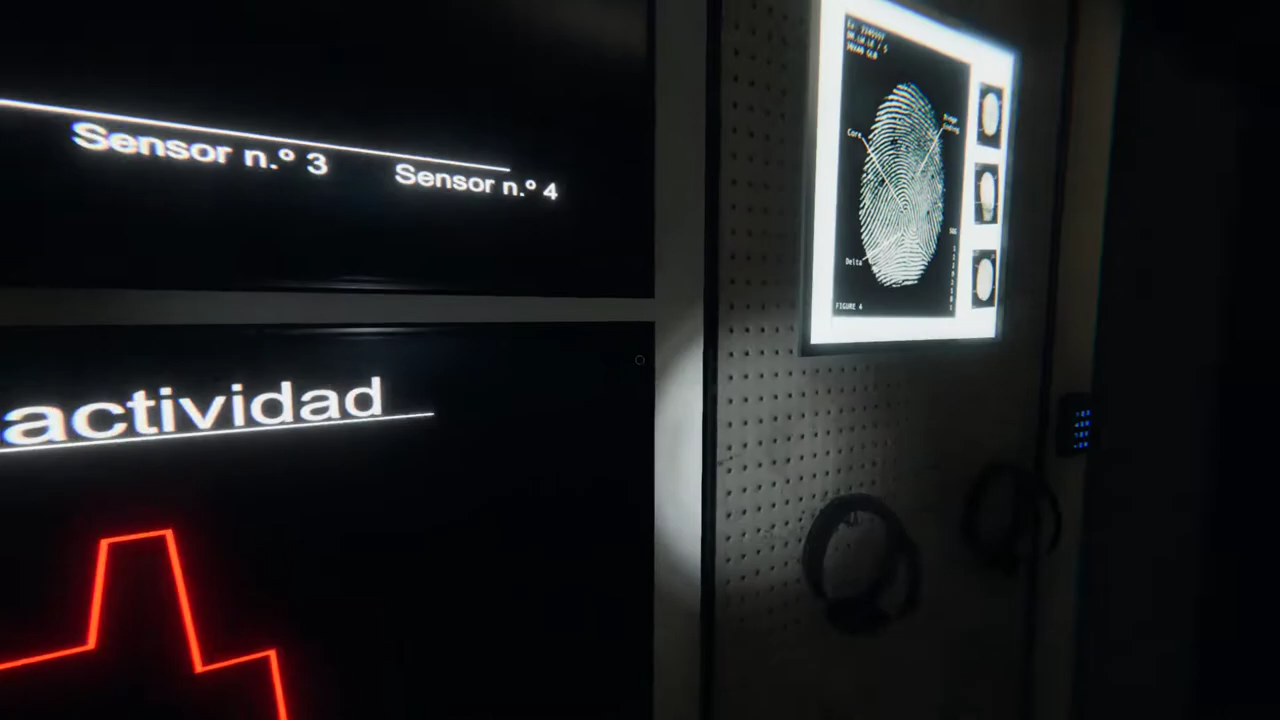 Sensor n.º 3
Sensor n.º 4
actividad
Core
Delta
FIGURE 4